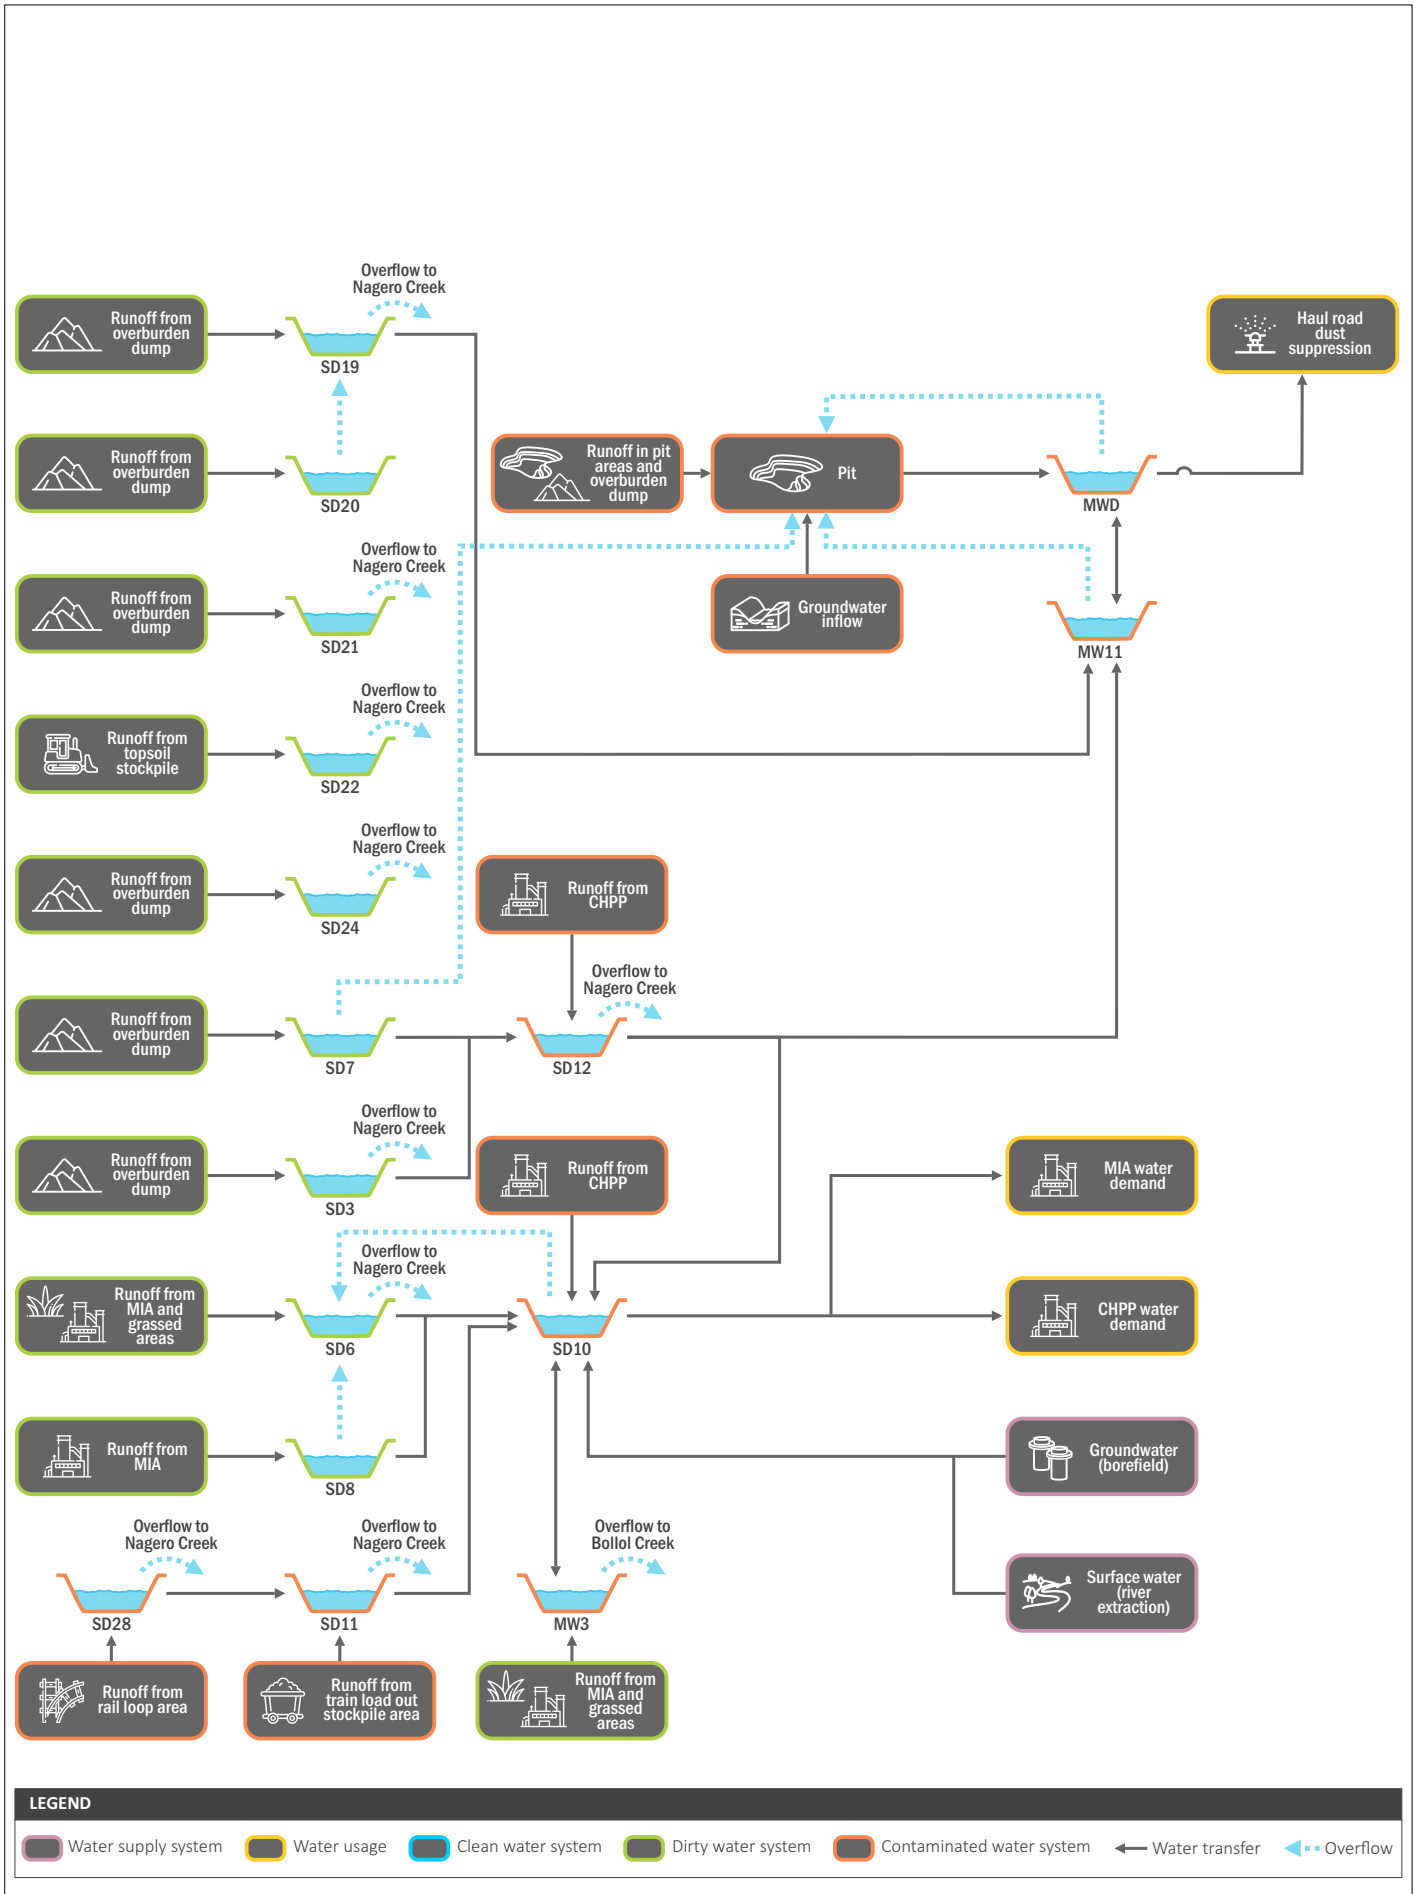 Overflow to
Nagero Creek
Runoff from
overburden
dump
SD19
Haul road
dust
suppression
Runoff from
overburden
dump
SD20
Runoff in pit
areas and
overburden
dump
Pit
MWD
Overflow to
Nagero Creek
Runoff from
overburden
dump
SD21
Groundwater
inflow
MW11
Overflow to
Nagero Creek
Runoff from
topsoil
stockpile
SD22
Overflow to
Nagero Creek
Runoff from
overburden
dump
SD24
Runoff from
CHPP
Overflow to
Nagero Creek
Runoff from
overburden
dump
SD7
SD12
Overflow to
Nagero Creek
Runoff from
overburden
dump
SD3
Runoff from
CHPP
MIA water
demand
Overflow to
Nagero Creek
Runoff from
MIA and
grassed
areas
SD6
SD10
CHPP water
demand
Runoff from
MIA
SD8
Groundwater
(borefield)
Overflow to
Nagero Creek
Overflow to
Nagero Creek
Overflow to
Bollol Creek
SD28
SD11
MW3
Surface water
(river
extraction)
Runoff from
rail loop area
Runoff from
train load out
stockpile area
Runoff from
MIA and
grassed
areas
LEGEND
Water supply system
Water usage
Clean water system
Dirty water system
Contaminated water system
Water transfer
Overflow